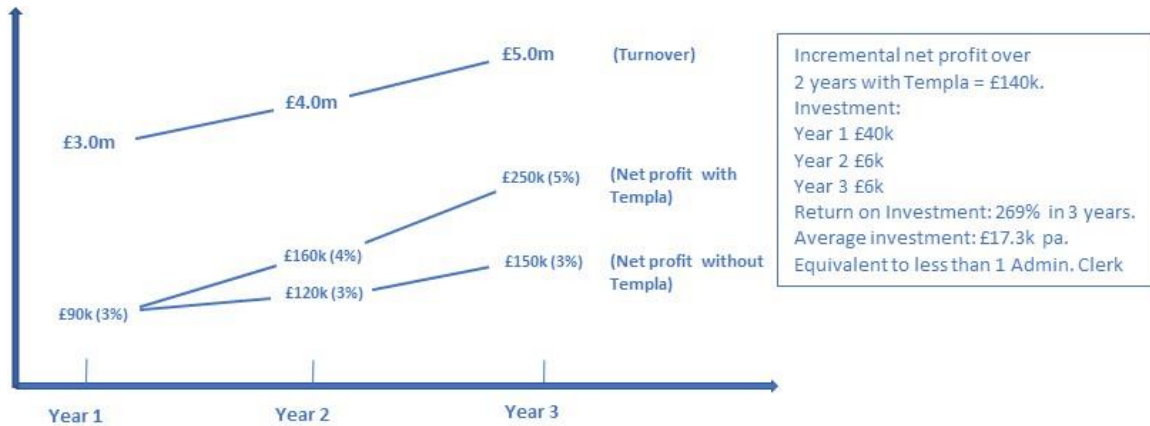 £5.0m (Turnover)
£4.0m
£3.0m
£250k (5%) (Net profit with
Templa)
£160k (4%)
£150k (3%) (Net profit without
Templa)
£120k (3%)
£90k (3%)
Year 1 Year 2 Year 3
Incremental net profit over
2 years with Templa = £140k.
Investment:
Year 1 £40k
Year 2 £6k
Year 3 £6k
Return on Investment: 269% in 3 years.
Average investment: £17.3k pa.
Equivalent to less than 1 Admin. Clerk